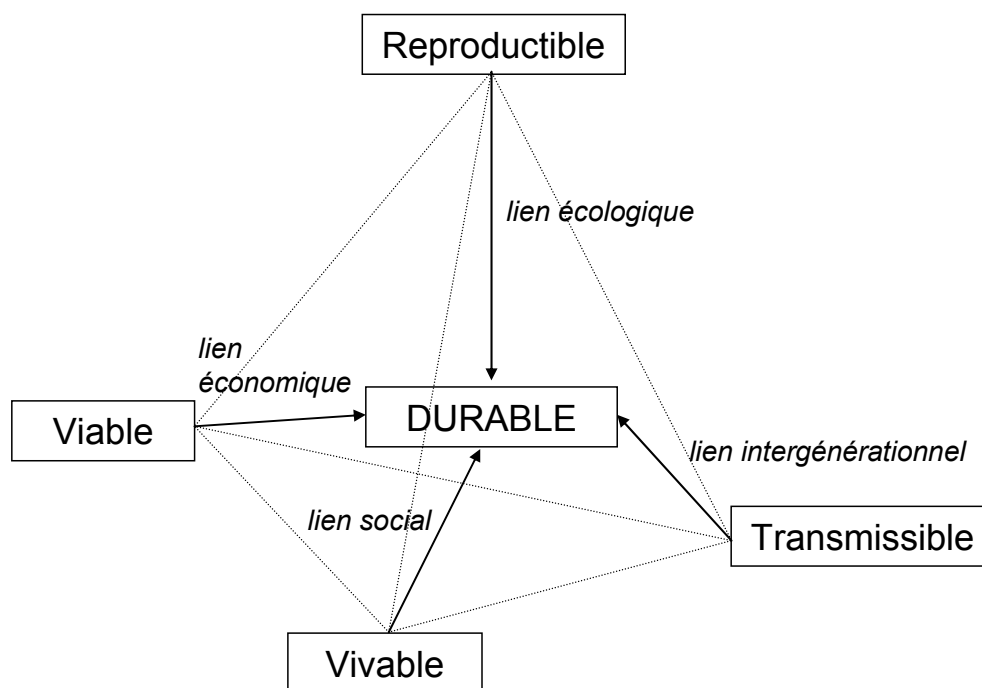 Reproductible
lien écologique
lien
économique
Viable
DURABLE
lien intergénérationnel
lien social
Transmissible
Vivable